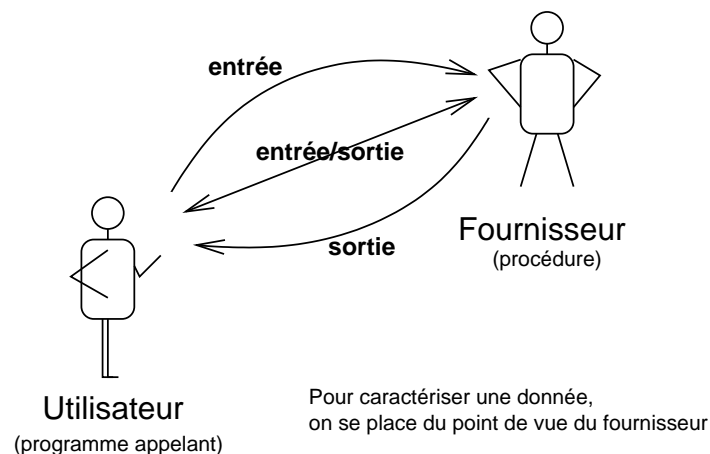 entrée
entrée/sortie
sortie
Fournisseur
(procédure)
Utilisateur
(programme appelant)
Pour caractériser une donnée,
on se place du point de vue du fournisseur